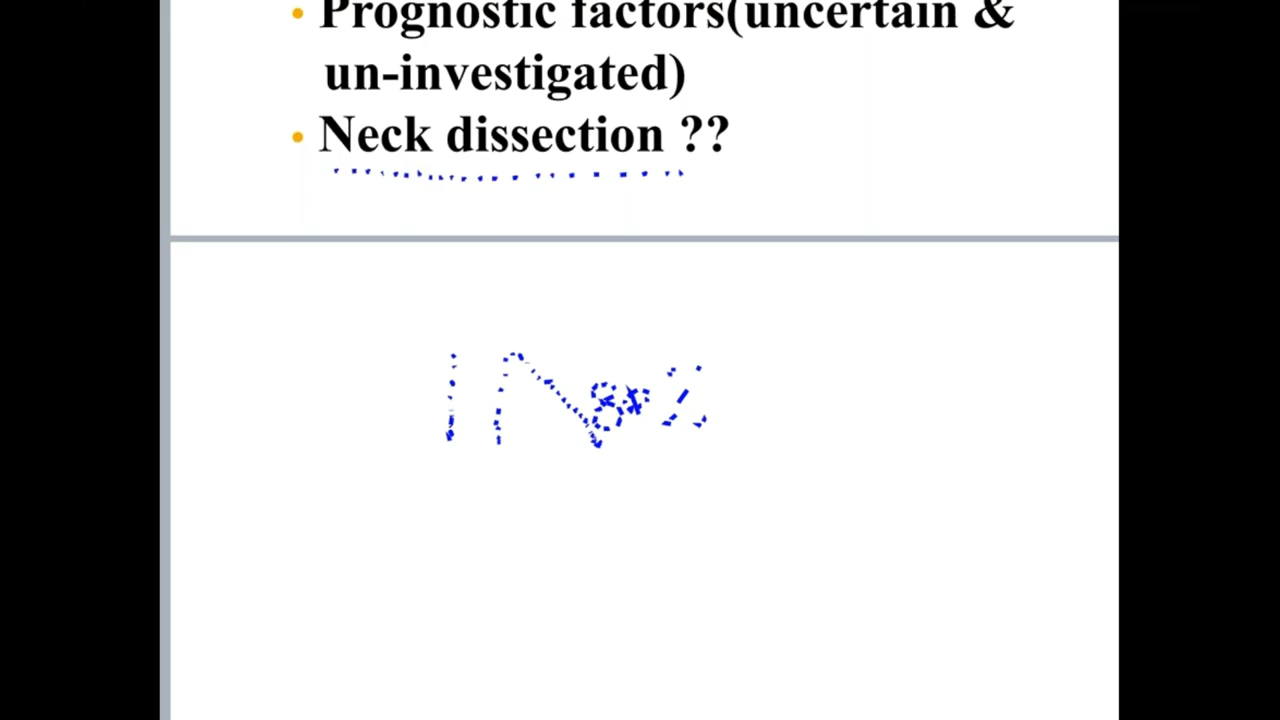 • Prognostic factors(uncertain &
un-investigated)
• Neck dissection ??